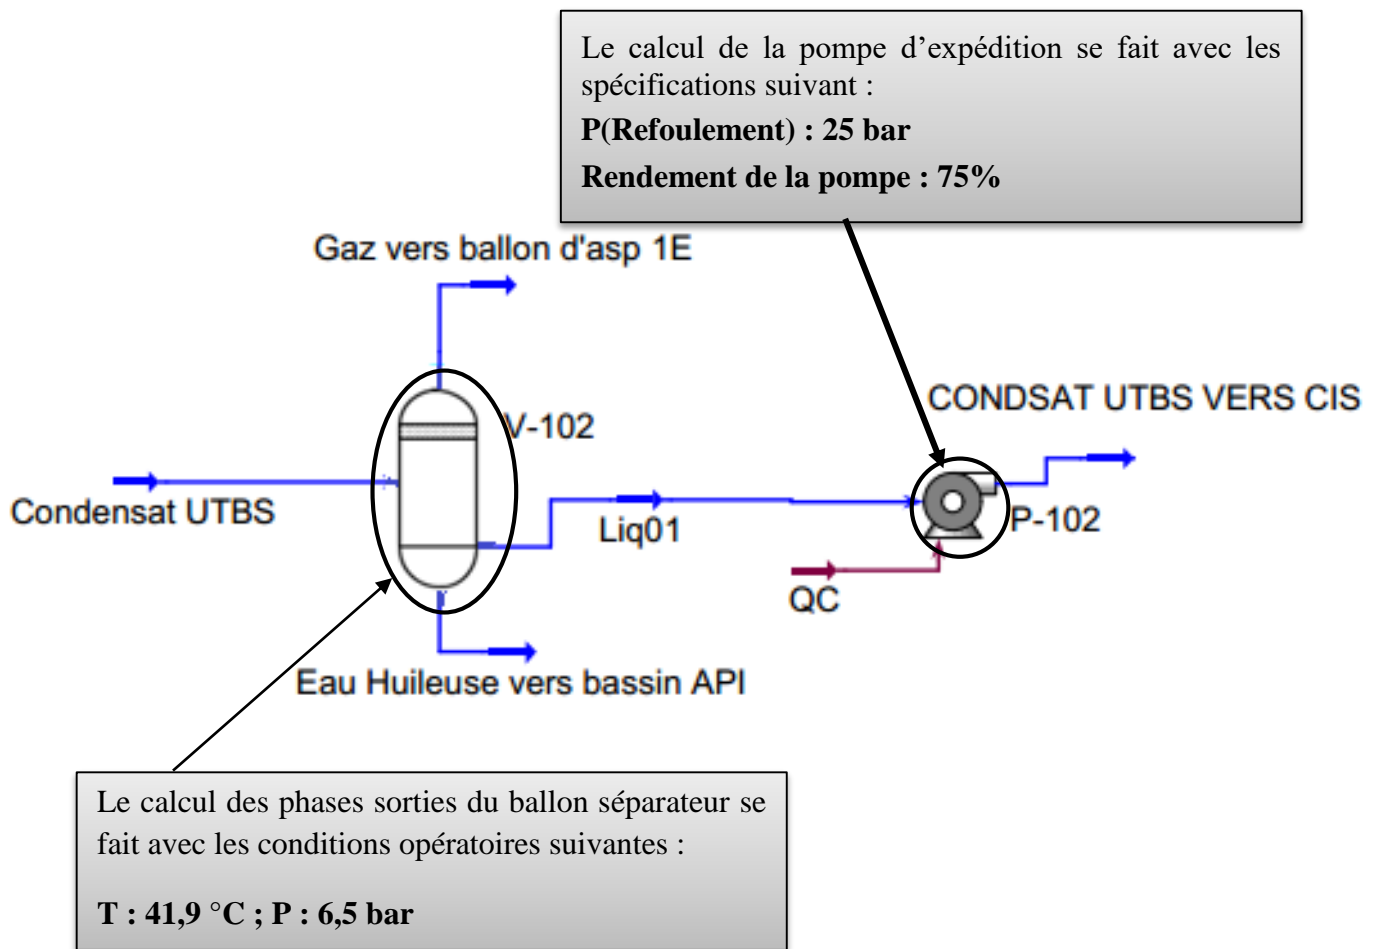 Le calcul de la pompe d’expédition se fait avec les
spécifications suivant :
P(Refoulement) : 25 bar
Rendement de la pompe : 75%
Gaz vers ballon d'asp 1E
CONDSAT UTBS VERS CIS
V-102
Condensat UTBS
Liq01
P-102
QC
Eau Huileuse vers bassin API
Le calcul des phases sorties du ballon séparateur se
fait avec les conditions opératoires suivantes :
T : 41,9 °C ; P : 6,5 bar